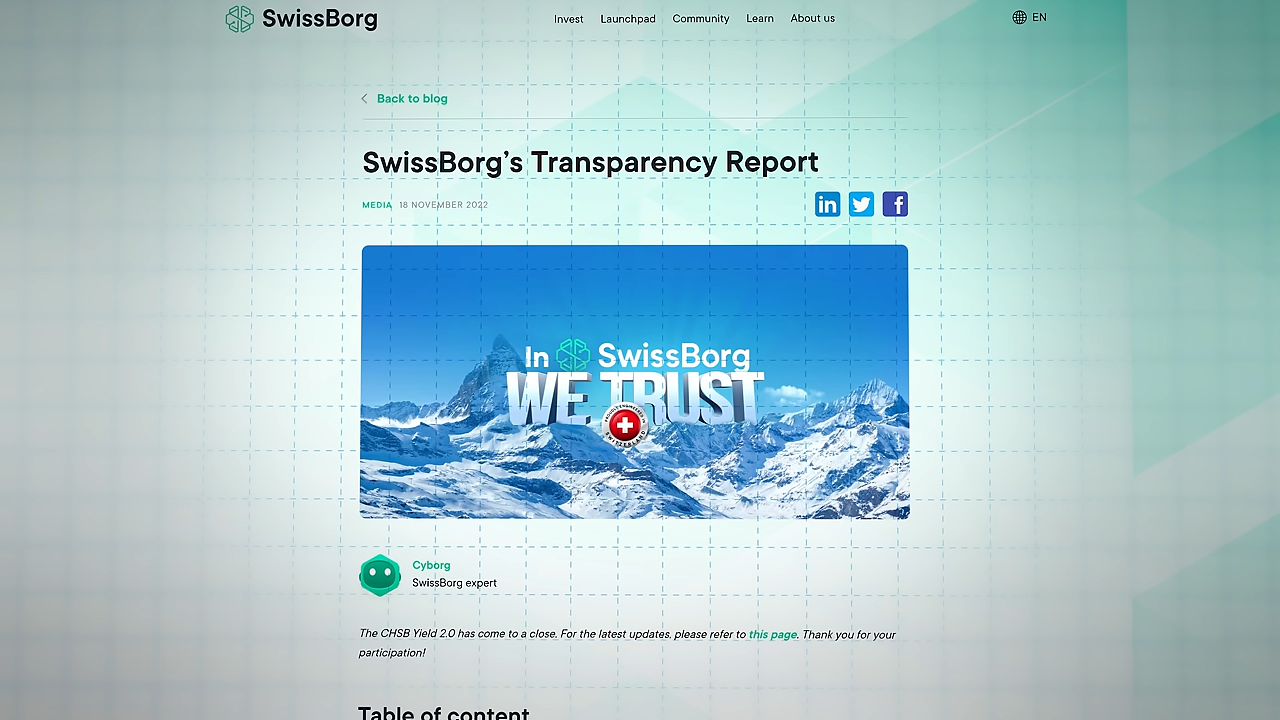 SwissBorg
Invest Launchpad Community Learn About us
EN
Back to blog
SwissBorg's Transparency Report
MEDIA 18 NOVEMBER 2022
In SwissBorg
WE TRUST
SWITZERLAND
Cyborg
SwissBorg expert
The CHSB Yield 2.0 has come to a close. For the latest updates, please refer to this page. Thank you for your
participation!
Table of content